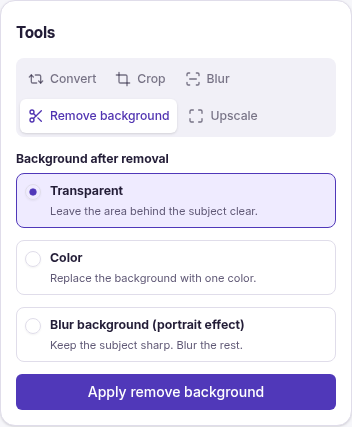 Tools
Convert Crop Blur
Remove background Upscale
Background after removal
Transparent
Leave the area behind the subject clear.
Color
Replace the background with one color.
Blur background (portrait effect)
Keep the subject sharp. Blur the rest.
Apply remove background